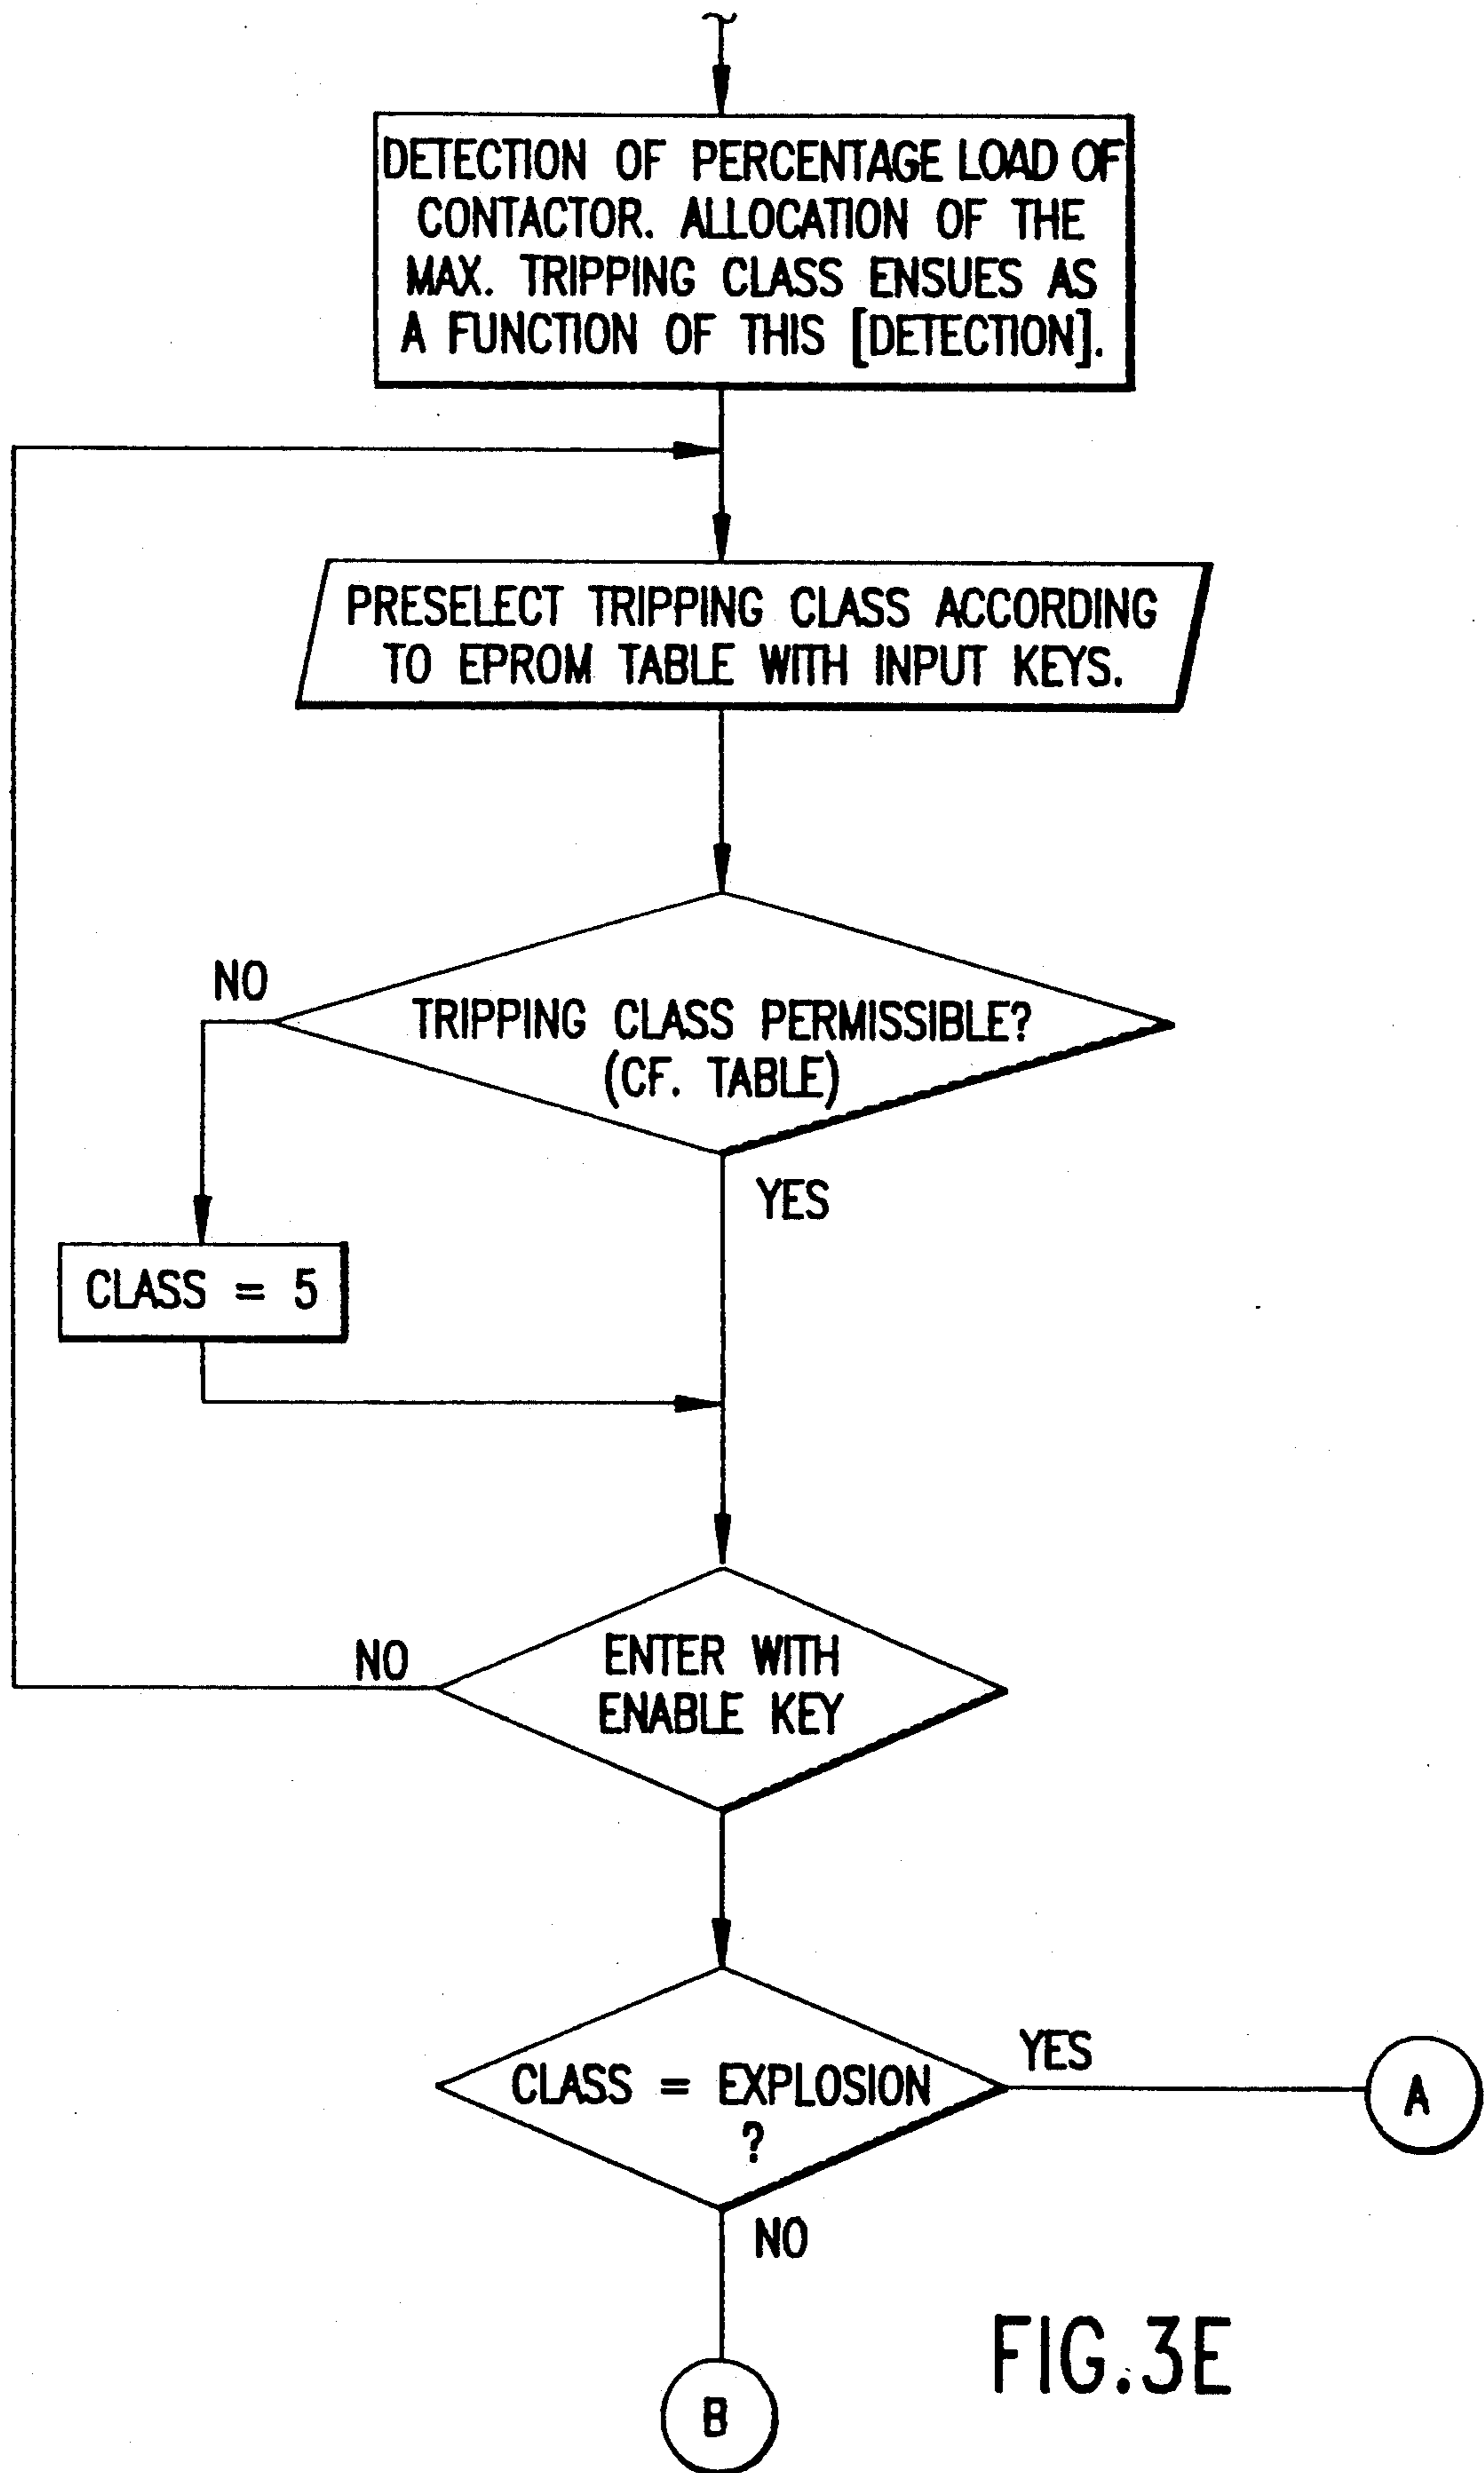 DETECTION OF PERCENTAGE LOAD OF
CONTACTOR. ALLOCATION OF THE
MAX. TRIPPING CLASS ENSUES AS
A FUNCTION OF THIS [DETECTION].
PRESELECT TRIPPING CLASS ACCORDING
TO EPROM TABLE WITH INPUT KEYS.
NO
TRIPPING CLASS PERMISSIBLE?
(CF. TABLE)
YES
CLASS = 5
NO
ENTER WITH
ENABLE KEY
CLASS = EXPLOSION
?
YES
A
NO
B
FIG.3E